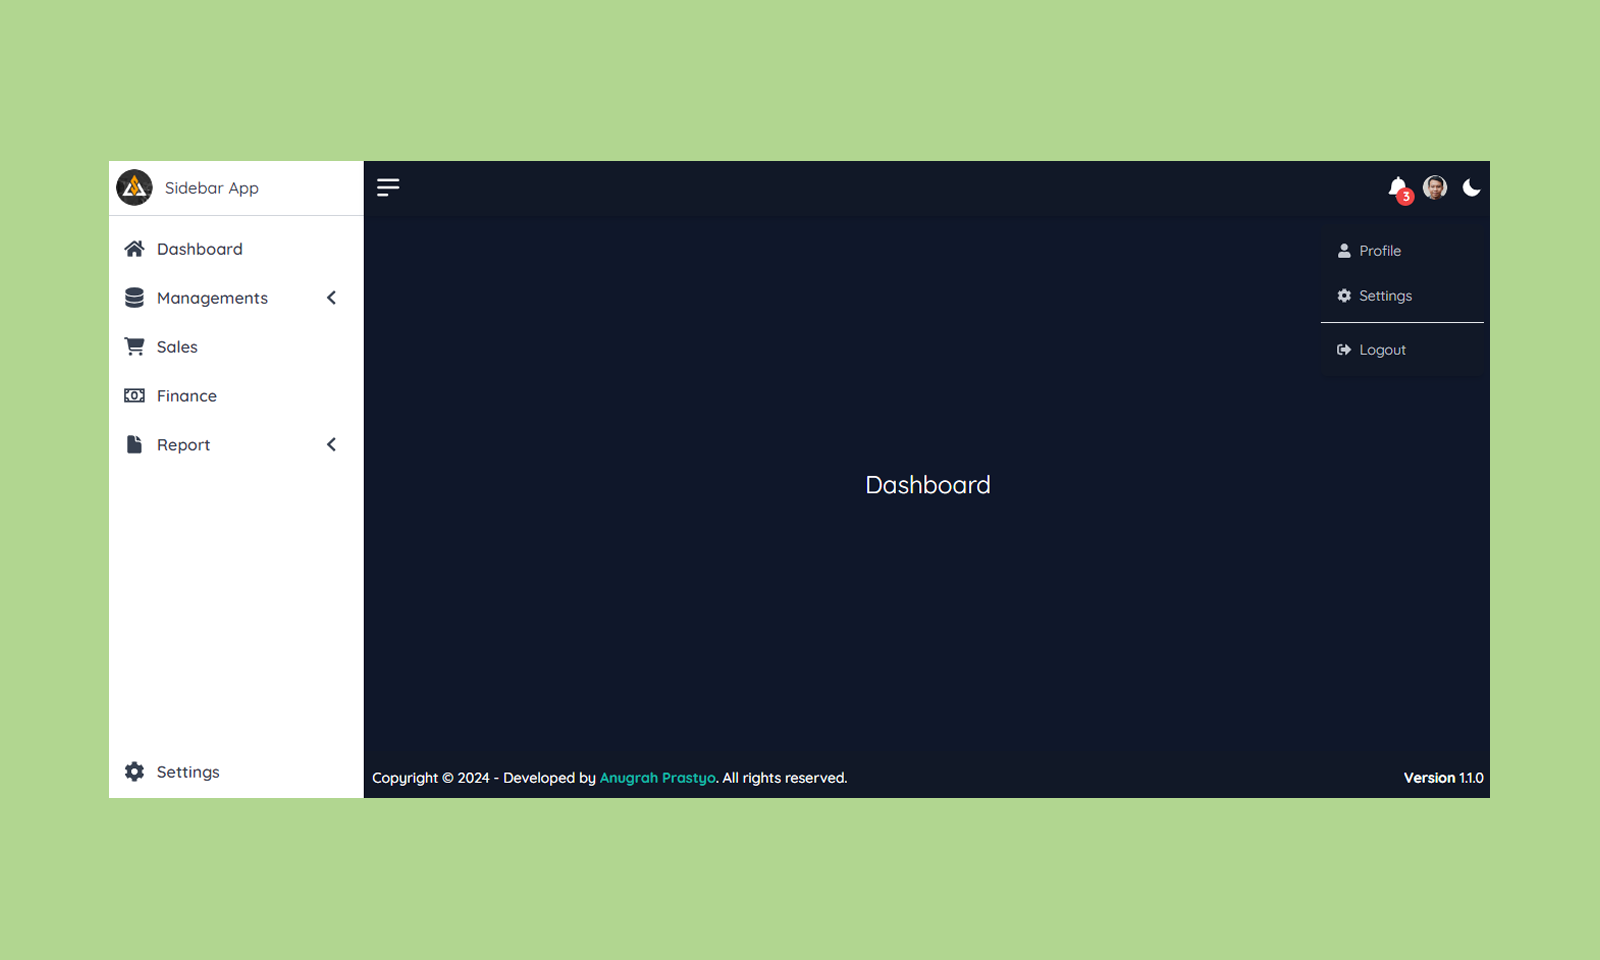 Sidebar App
3
Dashboard
Managements
Sales
Finance
Report
Settings
Profile
Settings
Logout
Dashboard
Copyright © 2024 - Developed by Anugrah Prastyo. All rights reserved.
Version 1.1.0